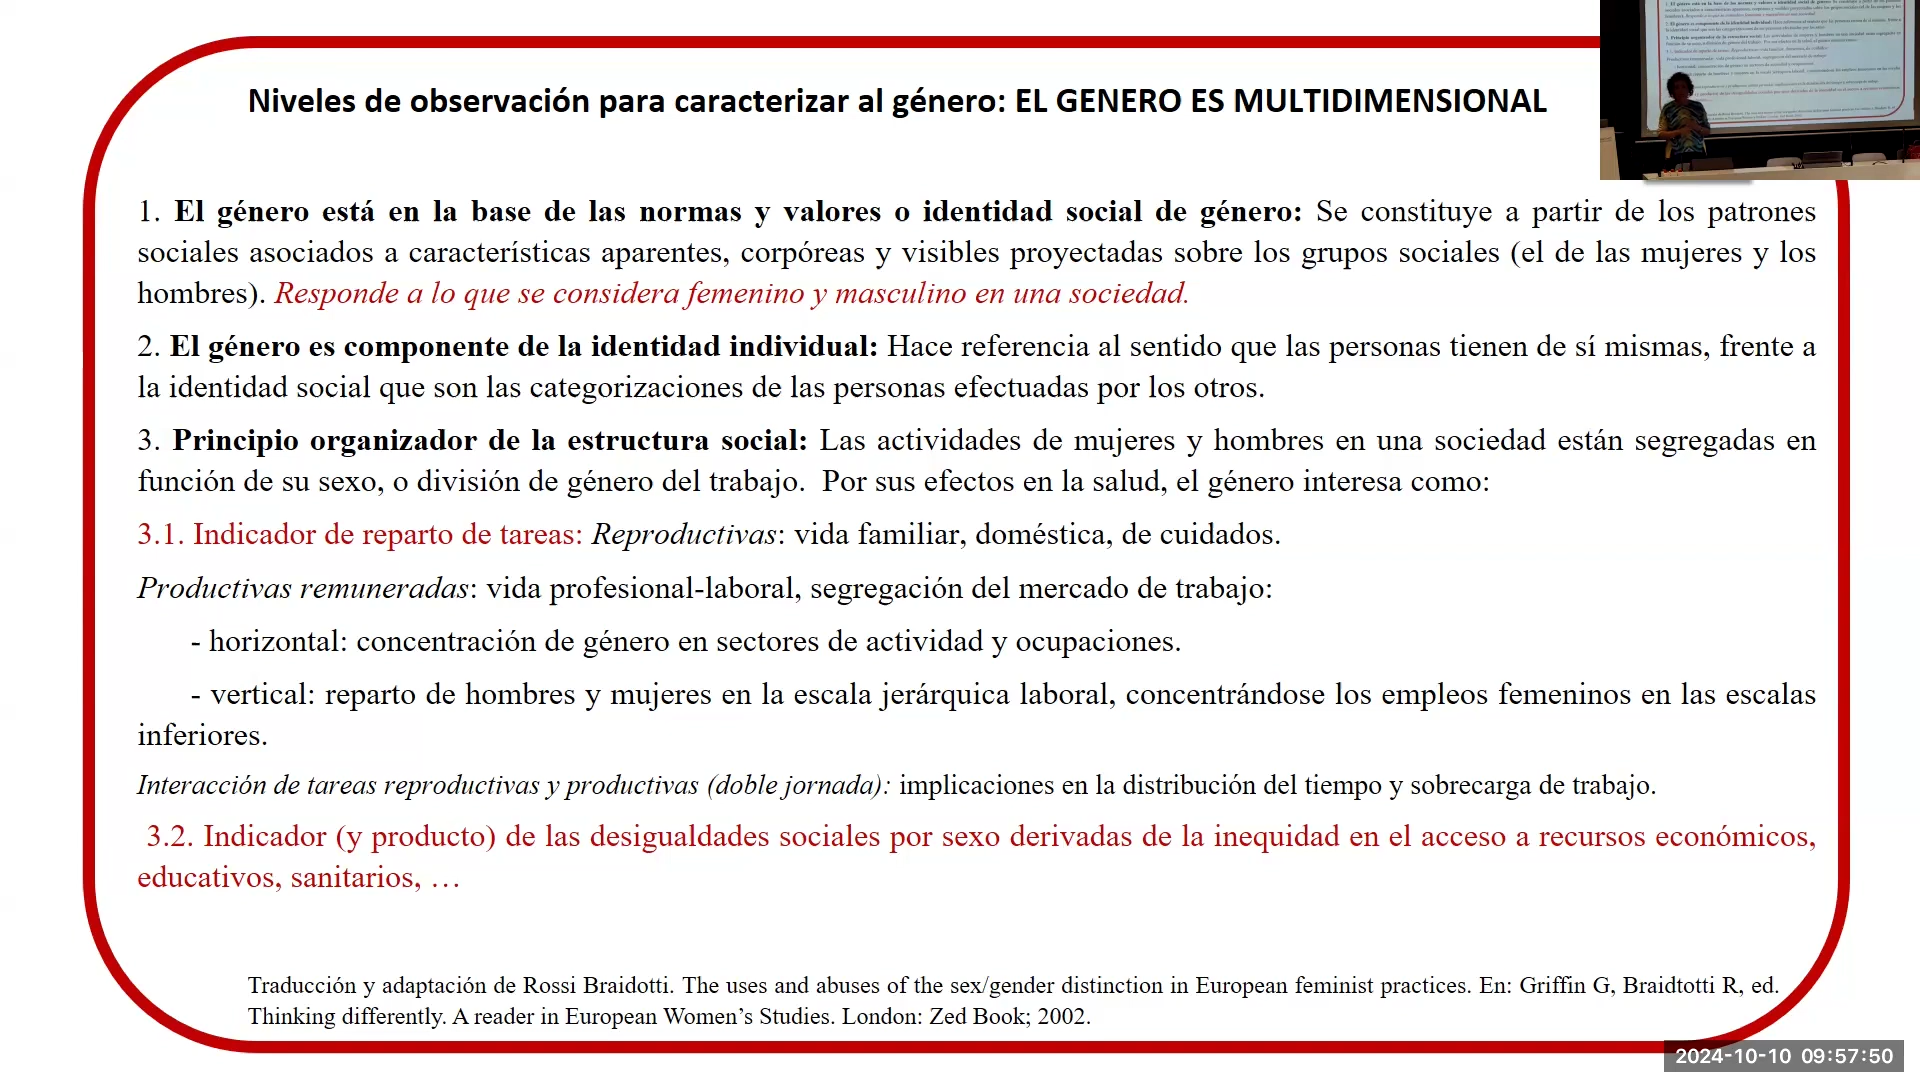 Niveles de observación para caracterizar al género: EL GENERO ES MULTIDIMENSIONAL
1. El género está en la base de las normas y valores o identidad social de género: Se constituye a partir de los patrones
sociales asociados a características aparentes, corpóreas y visibles proyectadas sobre los grupos sociales (el de las mujeres y los
hombres). Responde a lo que se considera femenino y masculino en una sociedad.
2. El género es componente de la identidad individual: Hace referencia al sentido que las personas tienen de sí mismas, frente a
la identidad social que son las categorizaciones de las personas efectuadas por los otros.
3. Principio organizador de la estructura social: Las actividades de mujeres y hombres en una sociedad están segregadas en
función de su sexo, o división de género del trabajo. Por sus efectos en la salud, el género interesa como:
3.1. Indicador de reparto de tareas: Reproductivas: vida familiar, doméstica, de cuidados.
Productivas remuneradas: vida profesional-laboral, segregación del mercado de trabajo:
- horizontal: concentración de género en sectores de actividad y ocupaciones.
- vertical: reparto de hombres y mujeres en la escala jerárquica laboral, concentrándose los empleos femeninos en las escalas
inferiores.
Interacción de tareas reproductivas y productivas (doble jornada): implicaciones en la distribución del tiempo y sobrecarga de trabajo.
3.2. Indicador (y producto) de las desigualdades sociales por sexo derivadas de la inequidad en el acceso a recursos económicos,
educativos, sanitarios, …
Traducción y adaptación de Rossi Braidotti. The uses and abuses of the sex/gender distinction in European feminist practices. En: Griffin G, Braidtotti R, ed.
Thinking differently. A reader in European Women’s Studies. London: Zed Book; 2002.
2024-10-10 09:57:50